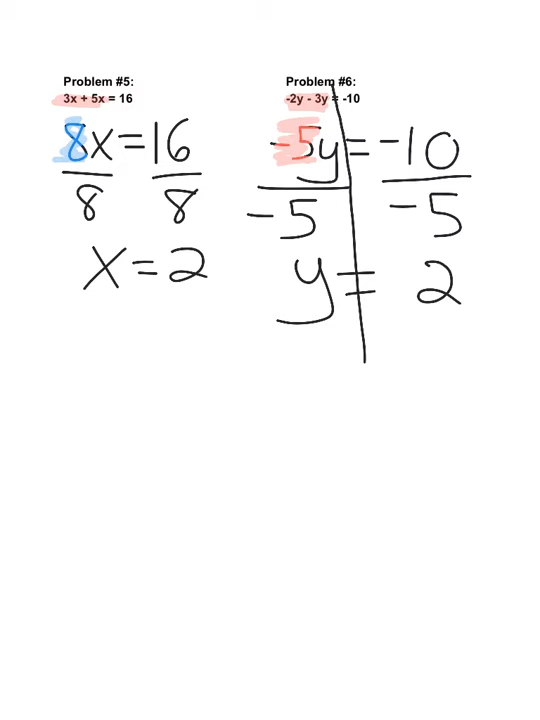 Problem #5:
3x + 5x = 16
8x = 16
8 8
x = 2
Problem #6:
-2y - 3y = -10
-5y = -10
-5 -5
y = 2